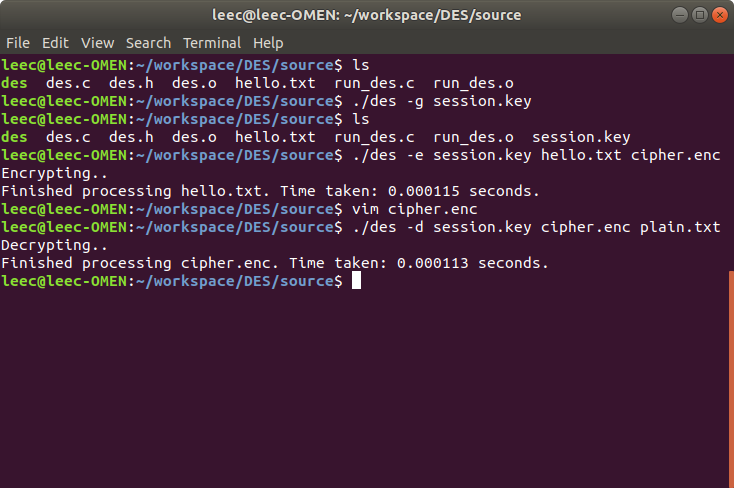 leec@leec-OMEN: ~/workspace/DES/source
File Edit View Search Terminal Help
leec@leec-OMEN:~/workspace/DES/source$ ls
des  des.c  des.h  des.o  hello.txt  run_des.c  run_des.o
leec@leec-OMEN:~/workspace/DES/source$ ./des -g session.key
leec@leec-OMEN:~/workspace/DES/source$ ls
des  des.c  des.h  des.o  hello.txt  run_des.c  run_des.o  session.key
leec@leec-OMEN:~/workspace/DES/source$ ./des -e session.key hello.txt cipher.enc
Encrypting..
Finished processing hello.txt. Time taken: 0.000115 seconds.
leec@leec-OMEN:~/workspace/DES/source$ vim cipher.enc
leec@leec-OMEN:~/workspace/DES/source$ ./des -d session.key cipher.enc plain.txt
Decrypting..
Finished processing cipher.enc. Time taken: 0.000113 seconds.
leec@leec-OMEN:~/workspace/DES/source$